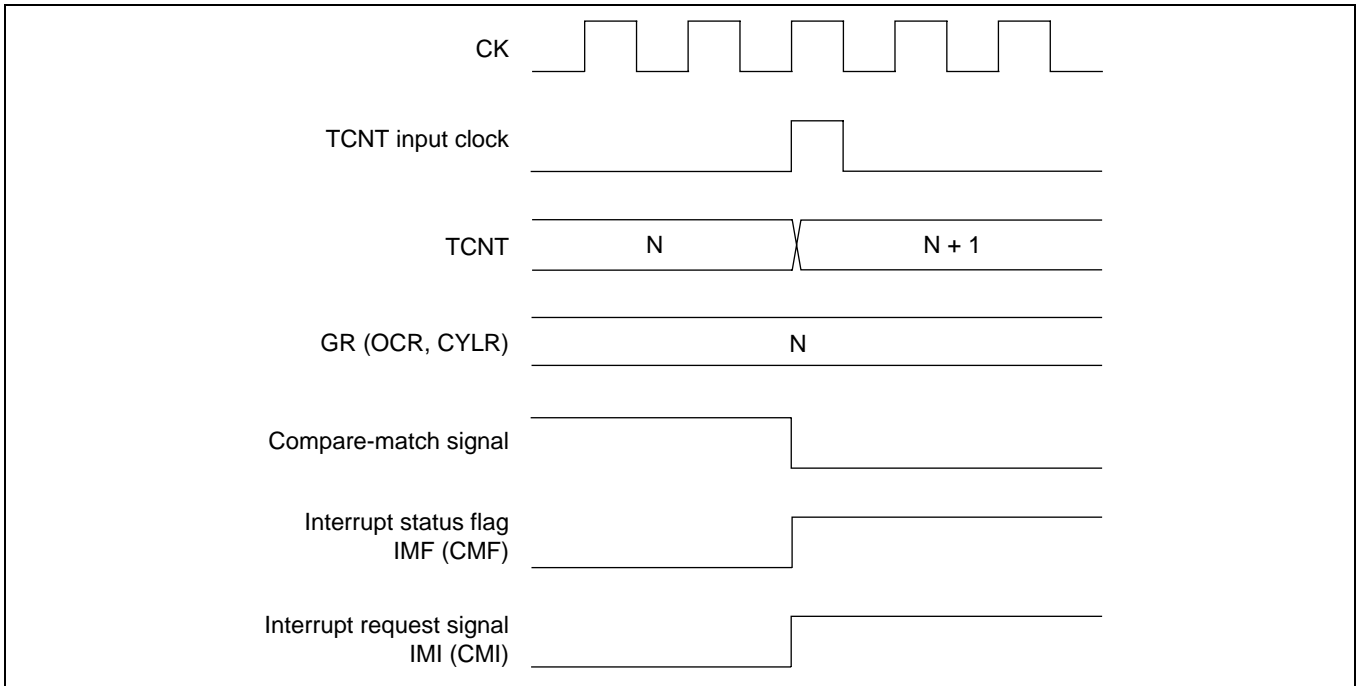 CK
TCNT input clock
TCNT
N
N + 1
GR (OCR, CYLR)
N
Compare-match signal
Interrupt status flag
IMF (CMF)
Interrupt request signal
IMI (CMI)